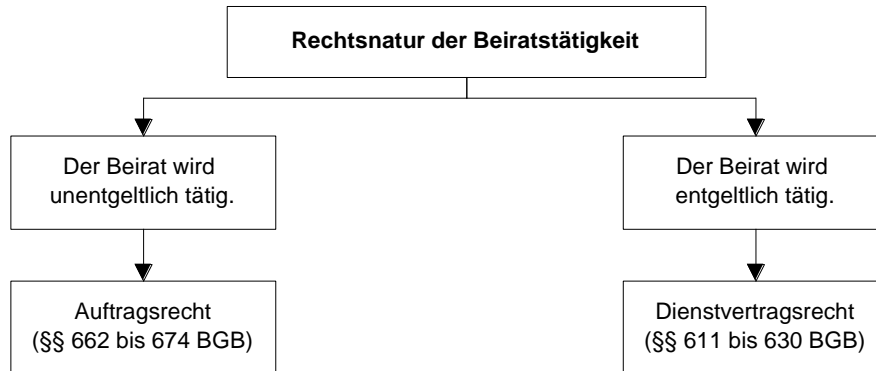 Rechtsnatur der Beiratstätigkeit
Der Beirat wird
unentgeltlich tätig.
Der Beirat wird
entgeltlich tätig.
Auftragsrecht
(§§ 662 bis 674 BGB)
Dienstvertragsrecht
(§§ 611 bis 630 BGB)